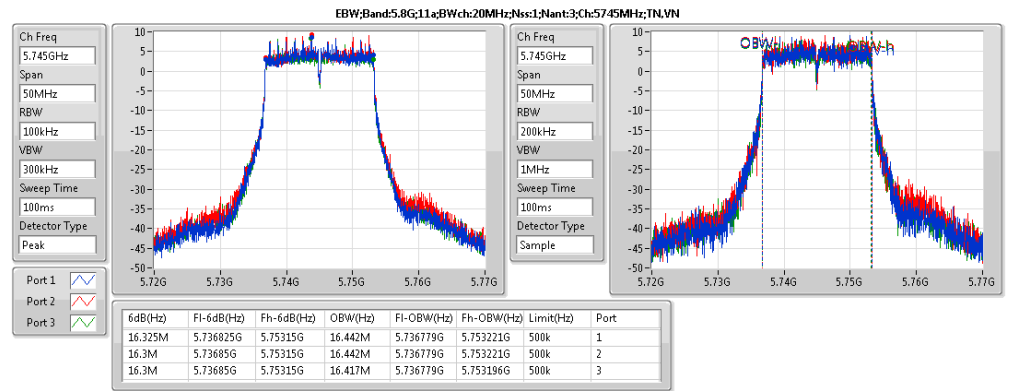 EBW;Band:5.8G;11a;BWch:20MHz;Nss:1;Nant:3;Ch:5745MHz;TN,VN
Ch Freq
5.745GHz
Span
50MHz
RBW
100kHz
VBW
300kHz
Sweep Time
100ms
Detector Type
Peak
10
5
0
-5
-10
-15
-20
-25
-30
-35
-40
-45
-50
5.72G 5.73G 5.74G 5.75G 5.76G 5.77G
Ch Freq
5.745GHz
Span
50MHz
RBW
200kHz
VBW
1MHz
Sweep Time
100ms
Detector Type
Sample
10
5
0
-5
-10
-15
-20
-25
-30
-35
-40
-45
-50
5.72G 5.73G 5.74G 5.75G 5.76G 5.77G
Port 1
Port 2
Port 3
6dB(Hz) Fl-6dB(Hz) Fh-6dB(Hz) OBW(Hz) Fl-OBW(Hz) Fh-OBW(Hz) Limit(Hz) Port
16.325M 5.736825G 5.75315G 16.442M 5.736779G 5.753221G 500k 1
16.3M 5.73685G 5.75315G 16.442M 5.736779G 5.753221G 500k 2
16.3M 5.73685G 5.75315G 16.417M 5.736779G 5.753196G 500k 3